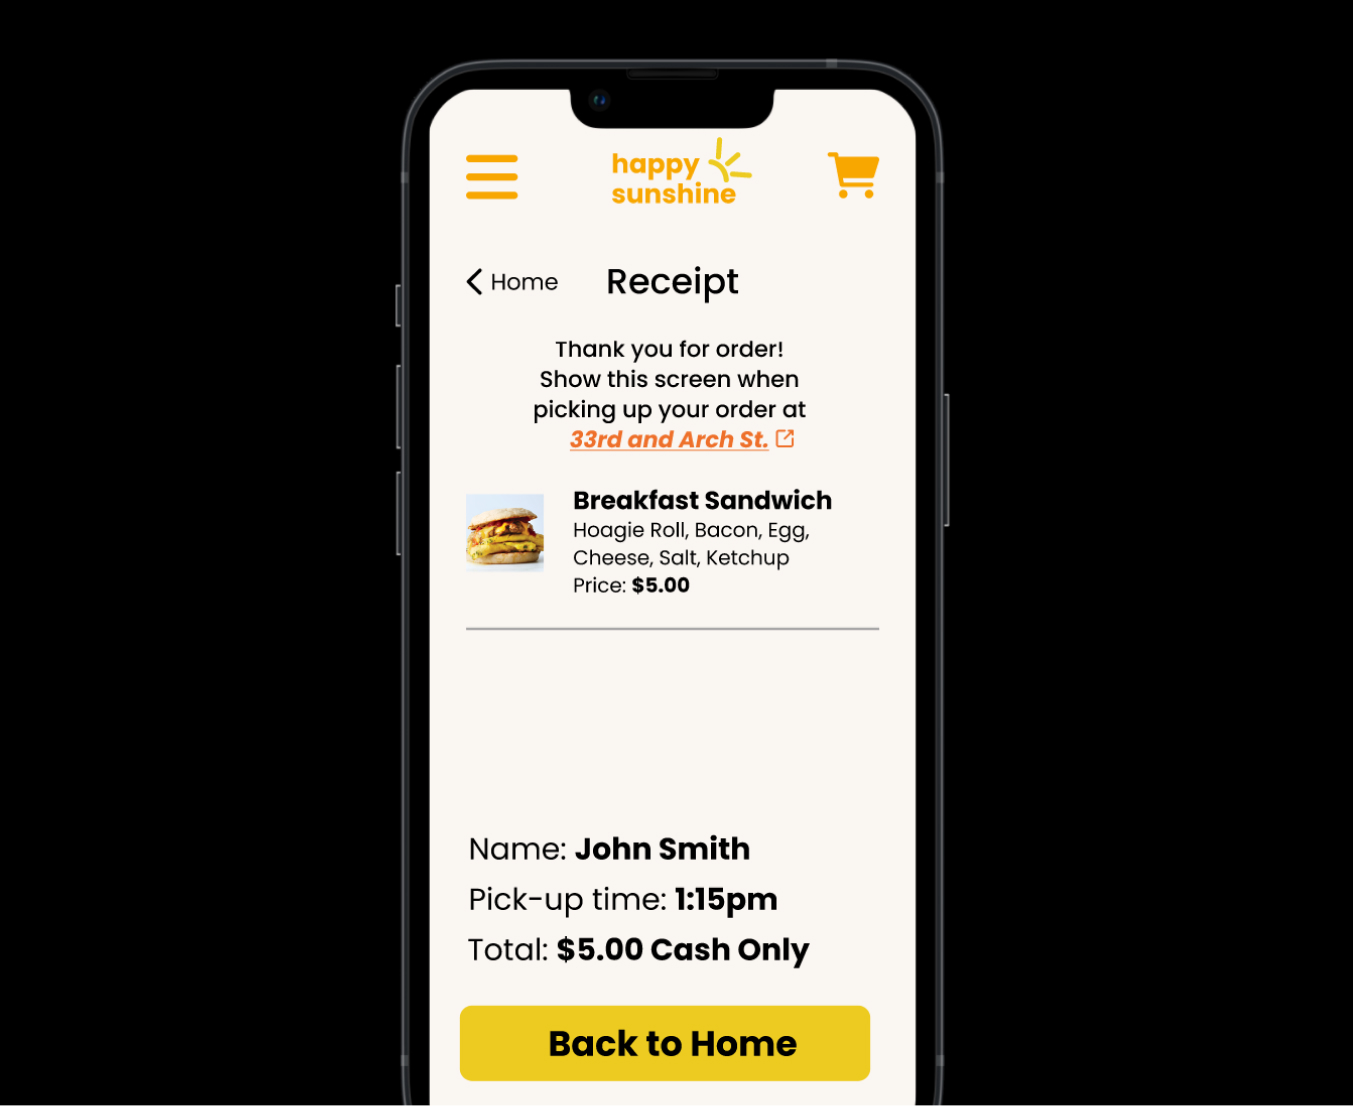 happy
sunshine
Home
Receipt
Thank you for order!
Show this screen when
picking up your order at
33rd and Arch St.
Breakfast Sandwich
Hoagie Roll, Bacon, Egg,
Cheese, Salt, Ketchup
Price: $5.00
Name: John Smith
Pick-up time: 1:15pm
Total: $5.00 Cash Only
Back to Home